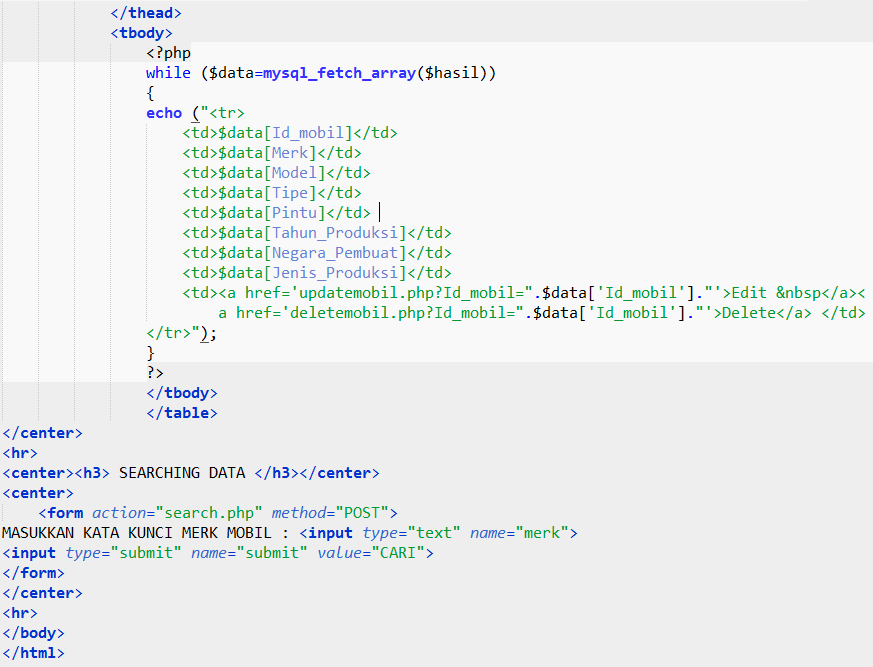 </thead>
<tbody>
<?php
while ($data=mysql_fetch_array($hasil))
{
echo ("<tr>
<td>$data[Id_mobil]</td>
<td>$data[Merk]</td>
<td>$data[Model]</td>
<td>$data[Tipe]</td>
<td>$data[Pintu]</td>
<td>$data[Tahun_Produksi]</td>
<td>$data[Negara_Pembuat]</td>
<td>$data[Jenis_Produksi]</td>
<td><a href='updatemobil.php?Id_mobil=".$data['Id_mobil']."'>Edit &nbsp</a><
a href='deletemobil.php?Id_mobil=".$data['Id_mobil']."'>Delete</a> </td>
</tr>");
}
?>
</tbody>
</table>
</center>
<hr>
<center><h3> SEARCHING DATA </h3></center>
<center>
<form action="search.php" method="POST">
MASUKKAN KATA KUNCI MERK MOBIL : <input type="text" name="merk">
<input type="submit" name="submit" value="CARI">
</form>
</center>
<hr>
</body>
</html>